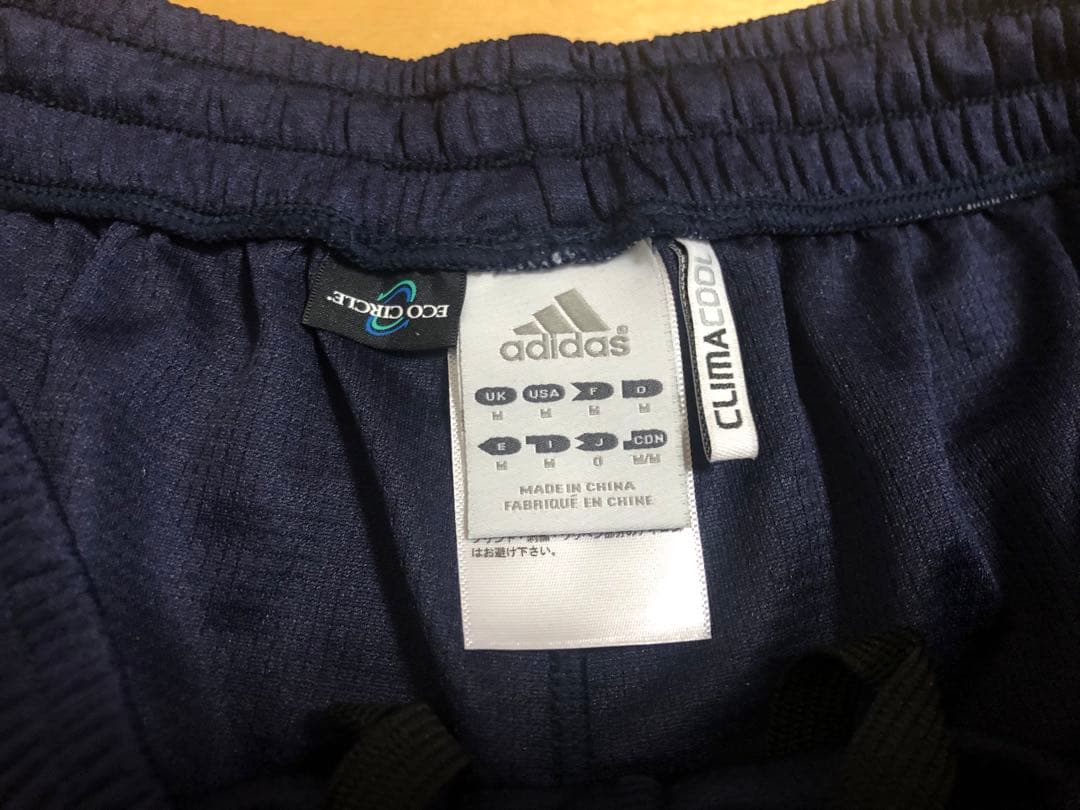 ECO CIRCLE®
adidas®
UK USA F D
M M M M
E I J CDN
M M O M/M
MADE IN CHINA
FABRIQUÉ EN CHINE
はお避け下さい。
CLIMACOOL